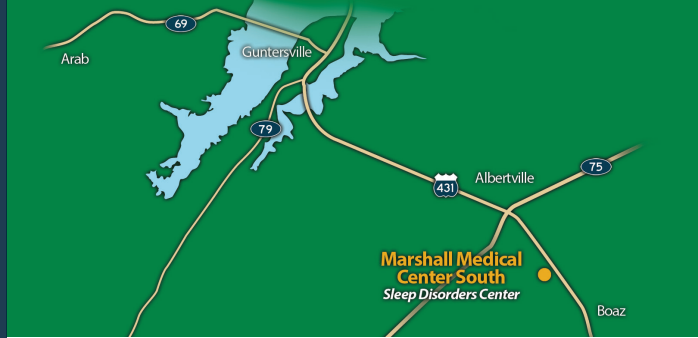 69
Arab
Guntersville
79
431
Albertville
75
Marshall Medical
Center South
Sleep Disorders Center
Boaz